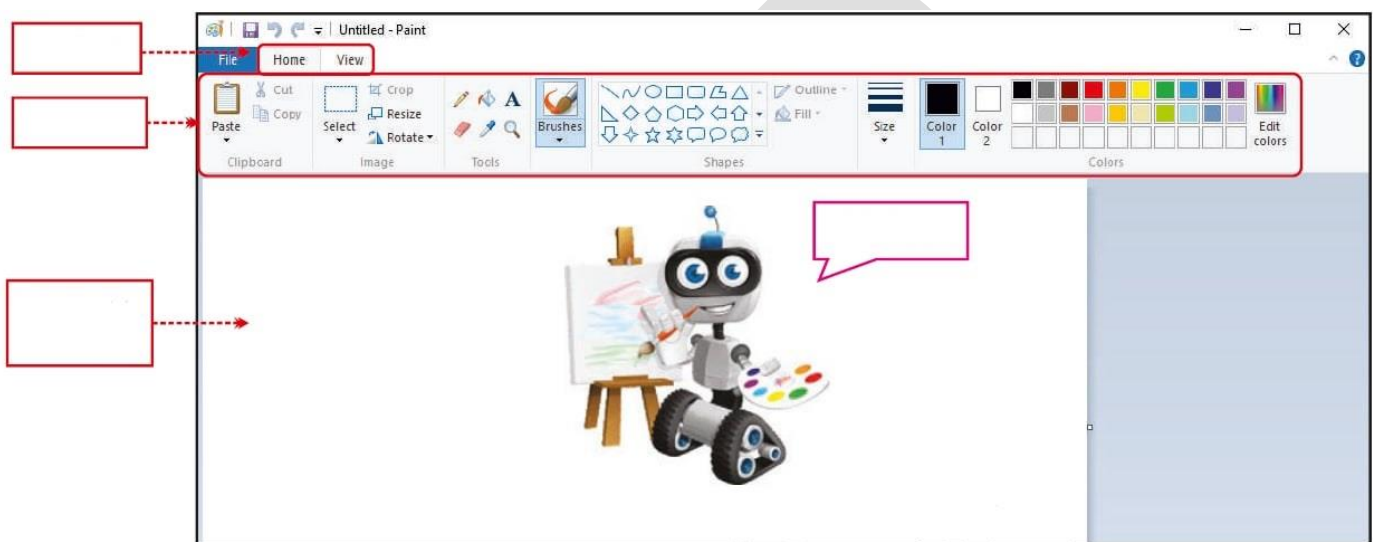 Untitled - Paint
File Home View
Cut
Copy
Paste
Clipboard
Select
Crop
Resize
Rotate
Image
A
Tools
Brushes
Outline
Fill
Shapes
Size
Color 1
Color 2
Edit colors
Colors